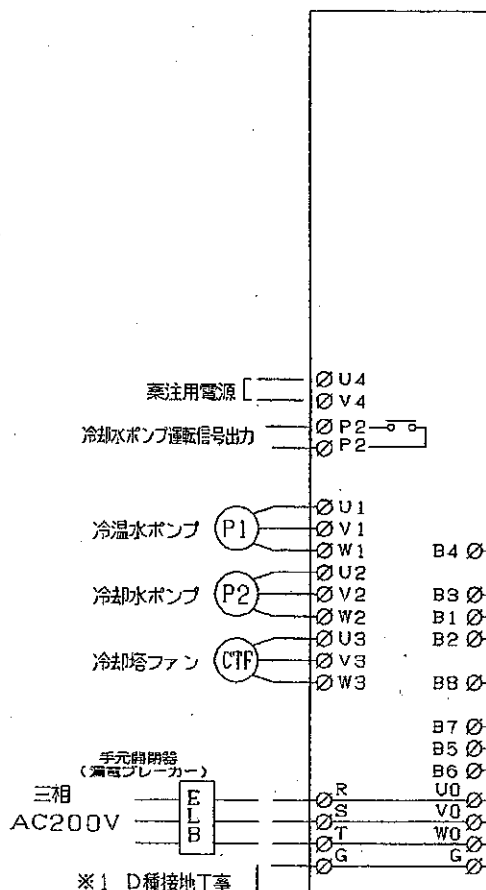 薬注用電源
U4
V4
冷却水ポンプ運転信号出力
P2
P2
U1
冷温水ポンプ P1 V1
W1 B4
U2
冷却水ポンプ P2 V2 B3
W2 B1
U3 B2
冷却塔ファン CTF V3
W3 B8
B7
手元開閉器 B5
(漏電ブレーカー) B6
三相 E R U0
AC200V L S V0
B T W0
G G
※1 D種接地工事